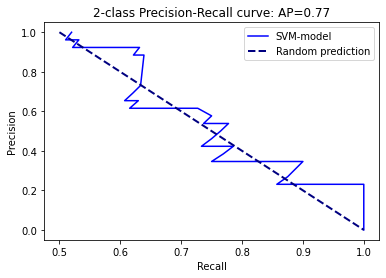 2-class Precision-Recall curve: AP=0.77
SVM-model
Random prediction
Precision
1.0
0.8
0.6
0.4
0.2
0.0
0.5
0.6
0.7
0.8
0.9
1.0
Recall